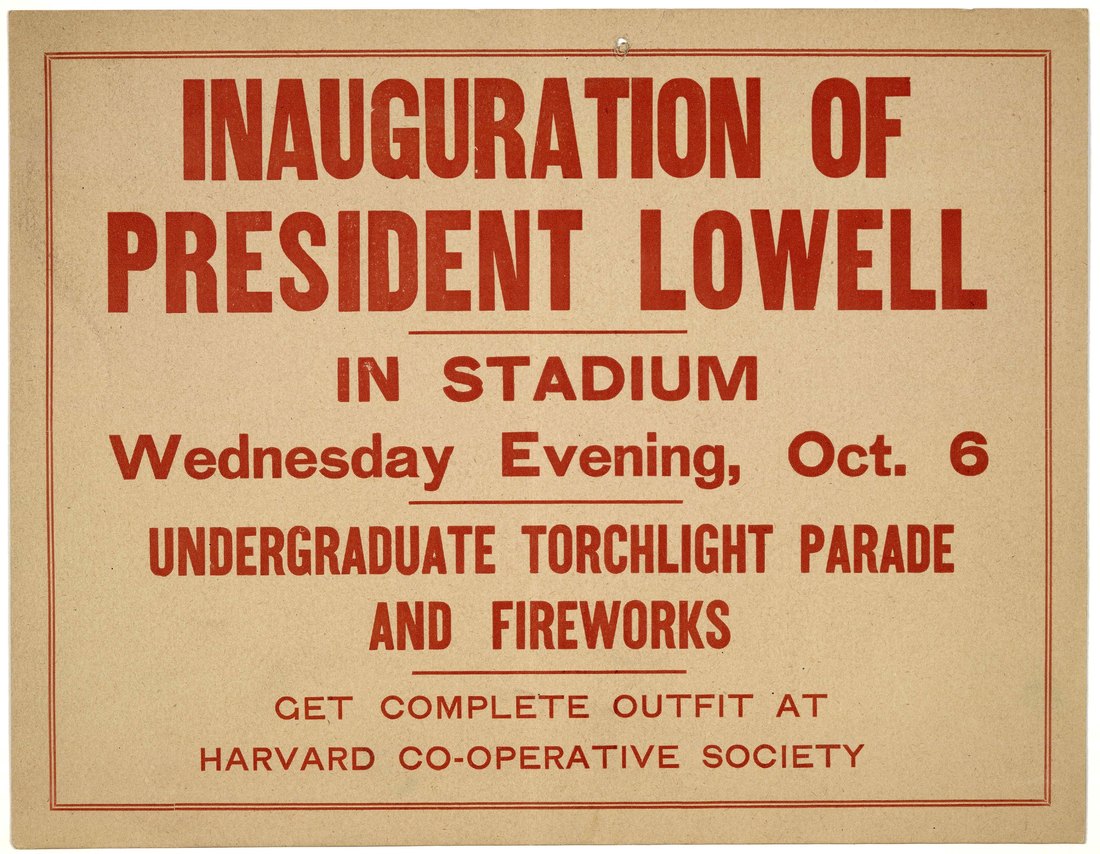 INAUGURATION OF
PRESIDENT LOWELL
IN STADIUM
Wednesday Evening, Oct. 6
UNDERGRADUATE TORCHLIGHT PARADE
AND FIREWORKS
GET COMPLETE OUTFIT AT
HARVARD CO-OPERATIVE SOCIETY